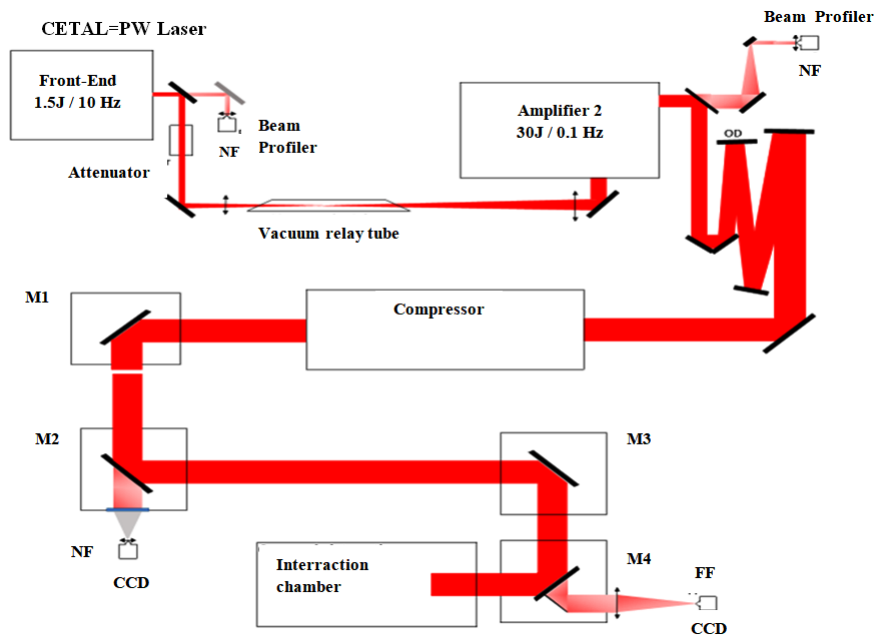 CETAL=PW Laser
Beam Profiler
NF
Front-End
1.5J / 10 Hz
Beam
Profiler
NF
Attenuator
Amplifier 2
30J / 0.1 Hz
OD
Vacuum relay tube
M1
Compressor
M2
M3
NF
CCD
Interraction
chamber
M4
FF
CCD